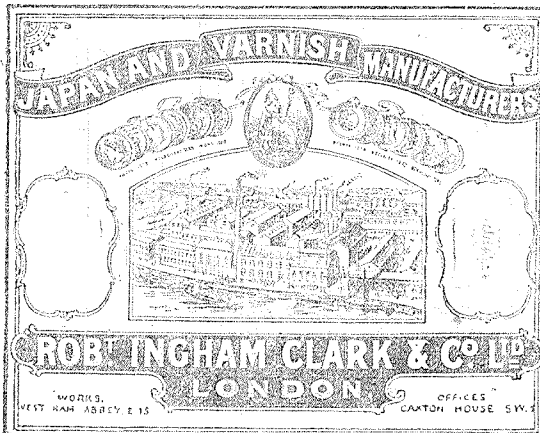 JAPAN AND VARNISH MANUFACTURERS
ROBT INGHAM CLARK & CO LTD
LONDON
WORKS.
WEST HAM ABBEY. E 15
OFFICES
CAXTON HOUSE S.W.1